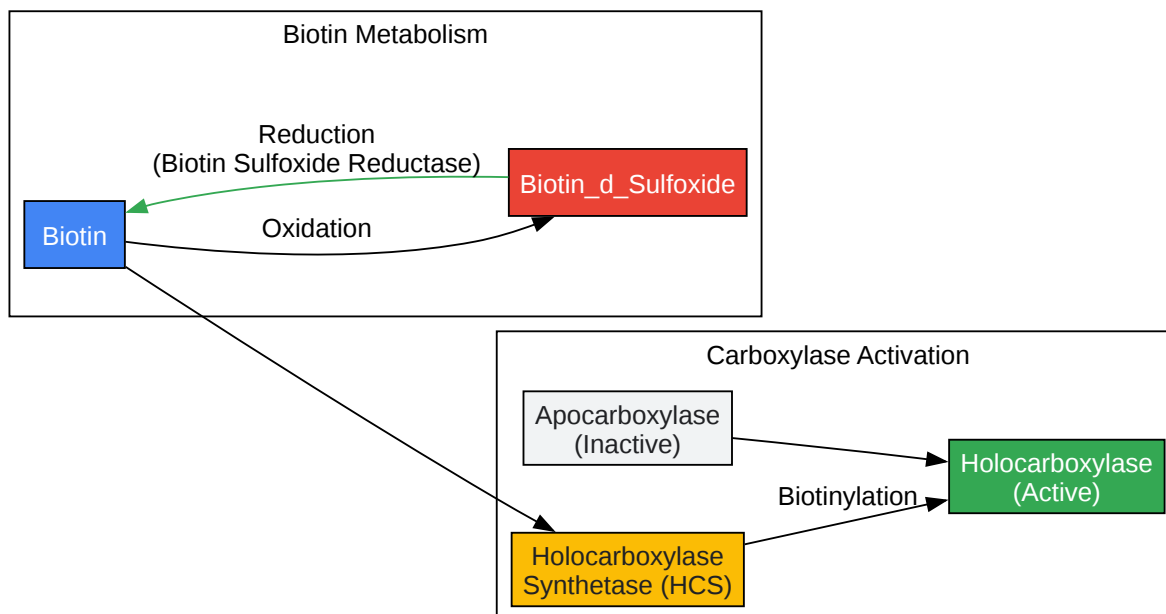 Biotin Metabolism
Reduction
(Biotin Sulfoxide Reductase)
Biotin_d_Sulfoxide
Biotin
Oxidation
Carboxylase Activation
Apocarboxylase
(Inactive)
Holocarboxylase
(Active)
Biotinylation
Holocarboxylase
Synthetase (HCS)